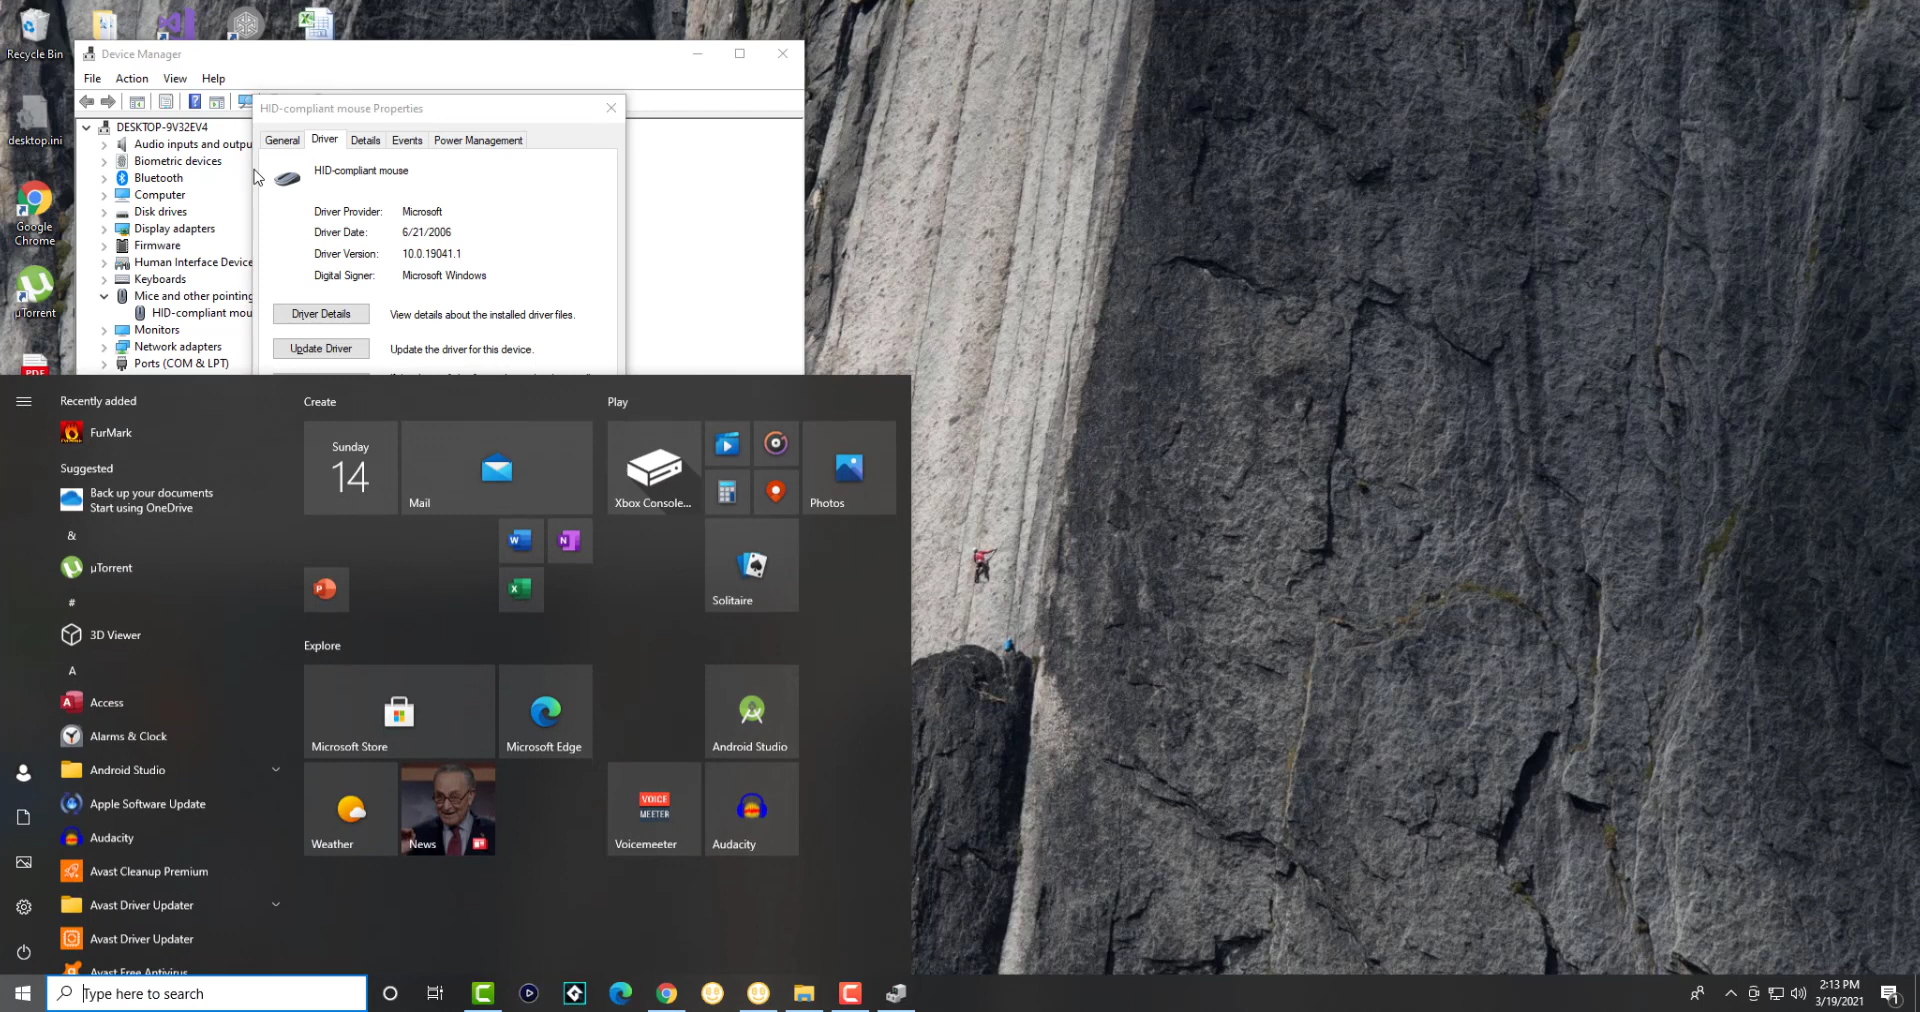 Recycle Bin
desktop.ini
Google
Chrome
µTorrent
PDF
Device Manager
File Action View Help
DESKTOP-9V32EV4
Audio inputs and outpu
Biometric devices
Bluetooth
Computer
Disk drives
Display adapters
Firmware
Human Interface Device
Keyboards
Mice and other pointing
HID-compliant mou
Monitors
Network adapters
Ports (COM & LPT)
HID-compliant mouse Properties
General Driver Details Events Power Management
HID-compliant mouse
Driver Provider: Microsoft
Driver Date: 6/21/2006
Driver Version: 10.0.19041.1
Digital Signer: Microsoft Windows
Driver Details View details about the installed driver files.
Update Driver Update the driver for this device.
Recently added
FurMark
Suggested
Back up your documents
Start using OneDrive
&
µTorrent
#
3D Viewer
A
Access
Alarms & Clock
Android Studio
Apple Software Update
Audacity
Avast Cleanup Premium
Avast Driver Updater
Avast Driver Updater
Avast Free Antivirus
Create
Sunday
14
Mail
Explore
Microsoft Store
Microsoft Edge
Weather
News
Play
Xbox Console...
Photos
Solitaire
Android Studio
VOICE
MEETER
Voicemeeter
Audacity
Type here to search
2:13 PM
3/19/2021
1